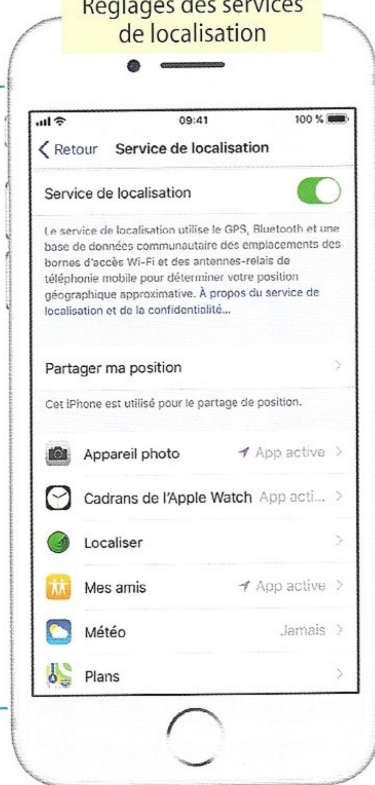 Réglages des services
de localisation
09:41
100 %
Retour Service de localisation
Service de localisation
Le service de localisation utilise le GPS, Bluetooth et une
base de données communautaire des emplacements des
bornes d'accès Wi-Fi et des antennes-relais de
téléphonie mobile pour déterminer votre position
géographique approximative. À propos du service de
localisation et de la confidentialité...
Partager ma position
Cet iPhone est utilisé pour le partage de position.
Appareil photo App active
Cadrans de l'Apple Watch App acti...
Localiser
Mes amis App active
Météo Jamais
Plans